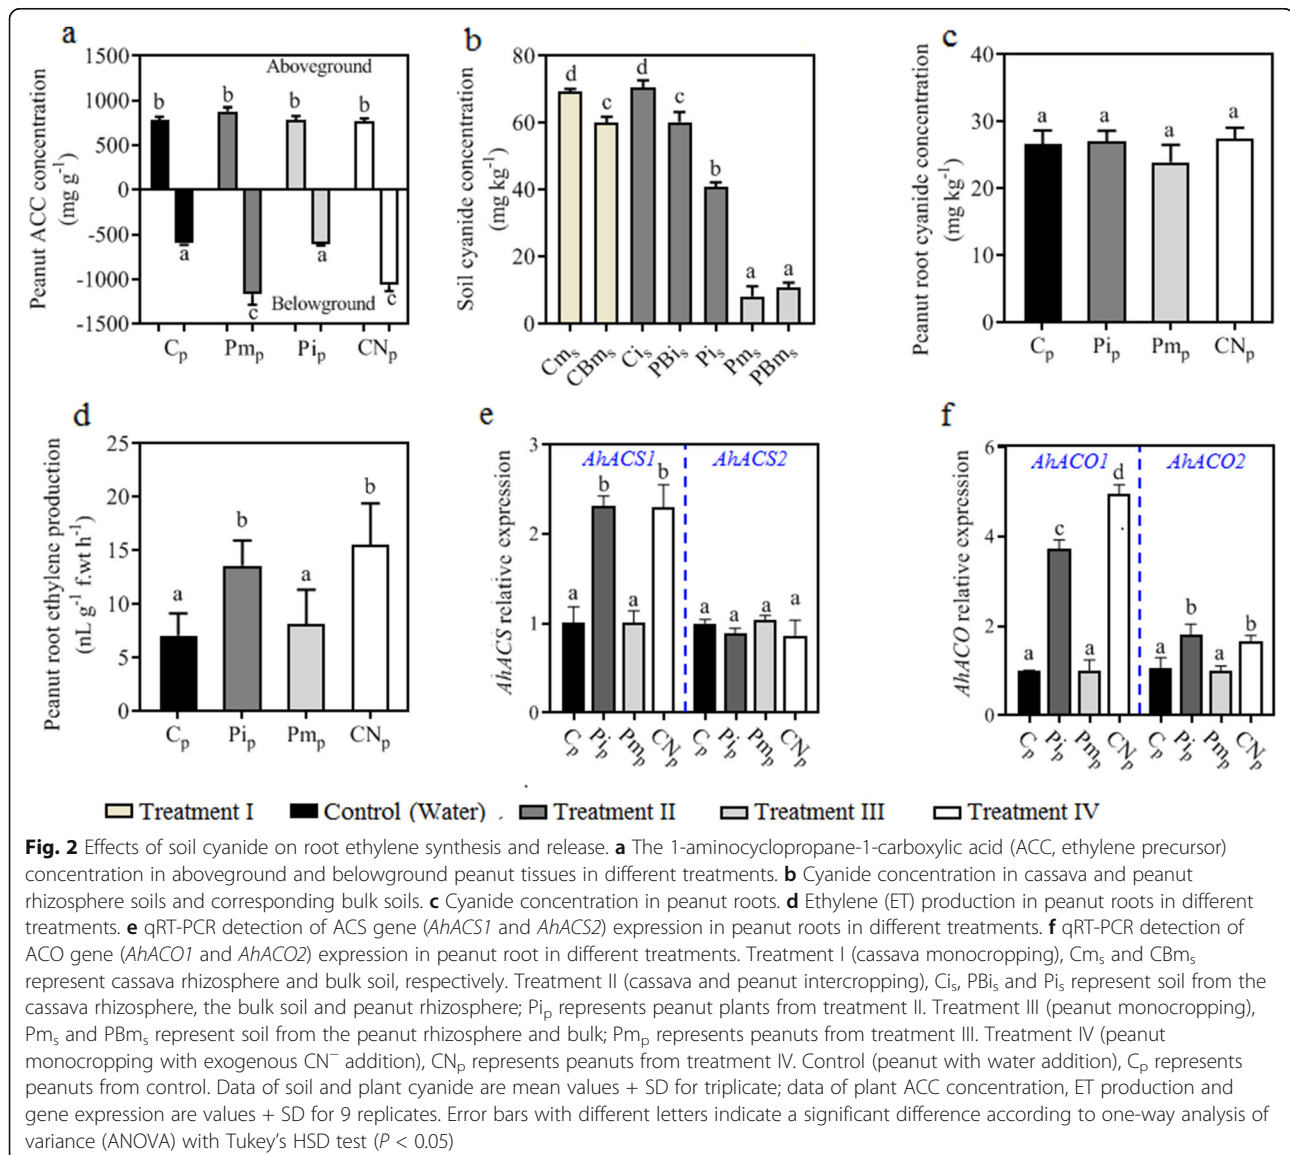 a
Peanut ACC concentration
(mg g⁻¹)
1500
1000
500
0
-500
-1000
-1500
Aboveground
b
b
b
b
a
c
a
c
Belowground
Cₚ
Pmₚ
Piₚ
CNₚ
b
Soil cyanide concentration
(mg kg⁻¹)
80
60
40
20
0
d
c
d
c
b
a
a
Cmₛ
CBmₛ
Ciₛ
PBiₛ
Piₛ
Pmₛ
PBmₛ
c
Peanut root cyanide concentration
(mg kg⁻¹)
40
30
20
10
0
a
a
a
a
Cₚ
Piₚ
Pmₚ
CNₚ
d
Peanut root ethylene production
(nL g⁻¹ f.wt h⁻¹)
25
20
15
10
5
0
a
b
a
b
Cₚ
Piₚ
Pmₚ
CNₚ
e
AhACS relative expression
3
2
1
0
AhACS1
AhACS2
a
b
a
b
a
a
a
a
Cₚ
Piₚ
Pmₚ
CNₚ
Cₚ
Piₚ
Pmₚ
CNₚ
f
AhACO relative expression
6
4
2
0
AhACO1
AhACO2
a
c
a
d
a
b
a
b
Cₚ
Piₚ
Pmₚ
CNₚ
Cₚ
Piₚ
Pmₚ
CNₚ
Treatment I
Control (Water)
Treatment II
Treatment III
Treatment IV
Fig. 2 Effects of soil cyanide on root ethylene synthesis and release. a The 1-aminocyclopropane-1-carboxylic acid (ACC, ethylene precursor)
concentration in aboveground and belowground peanut tissues in different treatments. b Cyanide concentration in cassava and peanut
rhizosphere soils and corresponding bulk soils. c Cyanide concentration in peanut roots. d Ethylene (ET) production in peanut roots in different
treatments. e qRT-PCR detection of ACS gene (AhACS1 and AhACS2) expression in peanut roots in different treatments. f qRT-PCR detection of
ACO gene (AhACO1 and AhACO2) expression in peanut root in different treatments. Treatment I (cassava monocropping), Cmₛ and CBmₛ
represent cassava rhizosphere and bulk soil, respectively. Treatment II (cassava and peanut intercropping), Ciₛ, PBiₛ and Piₛ represent soil from the
cassava rhizosphere, the bulk soil and peanut rhizosphere; Piₚ represents peanut plants from treatment II. Treatment III (peanut monocropping),
Pmₛ and PBmₛ represent soil from the peanut rhizosphere and bulk; Pmₚ represents peanuts from treatment III. Treatment IV (peanut
monocropping with exogenous CN⁻ addition), CNₚ represents peanuts from treatment IV. Control (peanut with water addition), Cₚ represents
peanuts from control. Data of soil and plant cyanide are mean values + SD for triplicate; data of plant ACC concentration, ET production and
gene expression are values + SD for 9 replicates. Error bars with different letters indicate a significant difference according to one-way analysis of
variance (ANOVA) with Tukey's HSD test (P < 0.05)